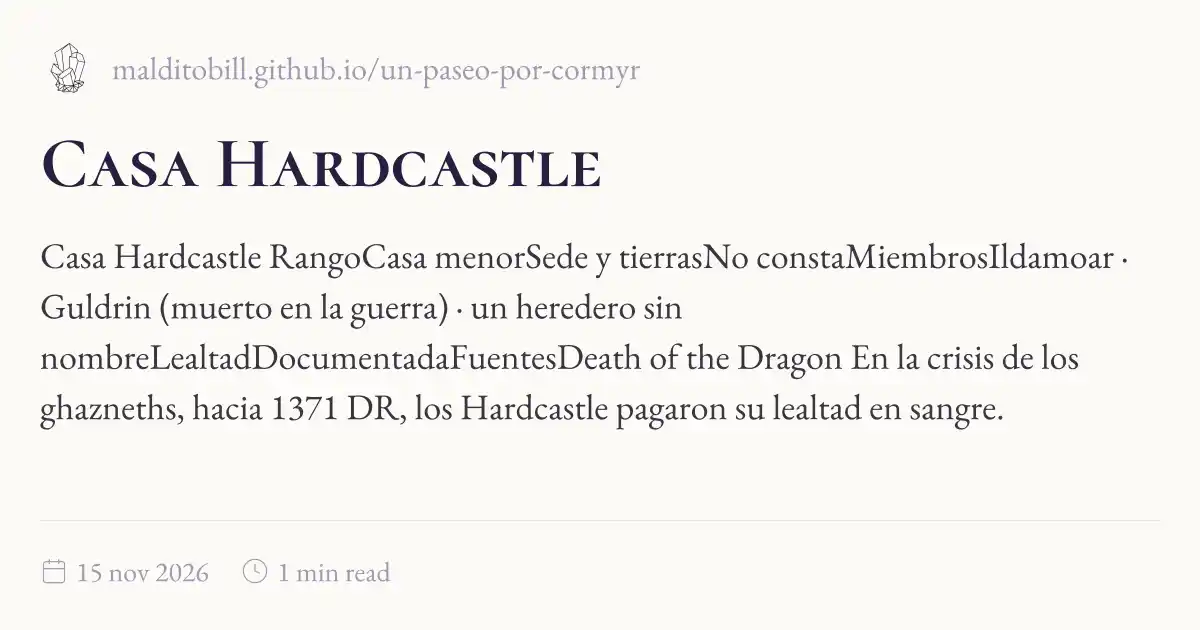 malditobill.github.io/un-paseo-por-cormyr
Casa Hardcastle
Casa Hardcastle RangoCasa menorSede y tierrasNo constaMiembrosIldamoar ·
Guldrin (muerto en la guerra) · un heredero sin
nombreLealtadDocumentadaFuentesDeath of the Dragon En la crisis de los
ghazneths, hacia 1371 DR, los Hardcastle pagaron su lealtad en sangre.
15 nov 2026 1 min read